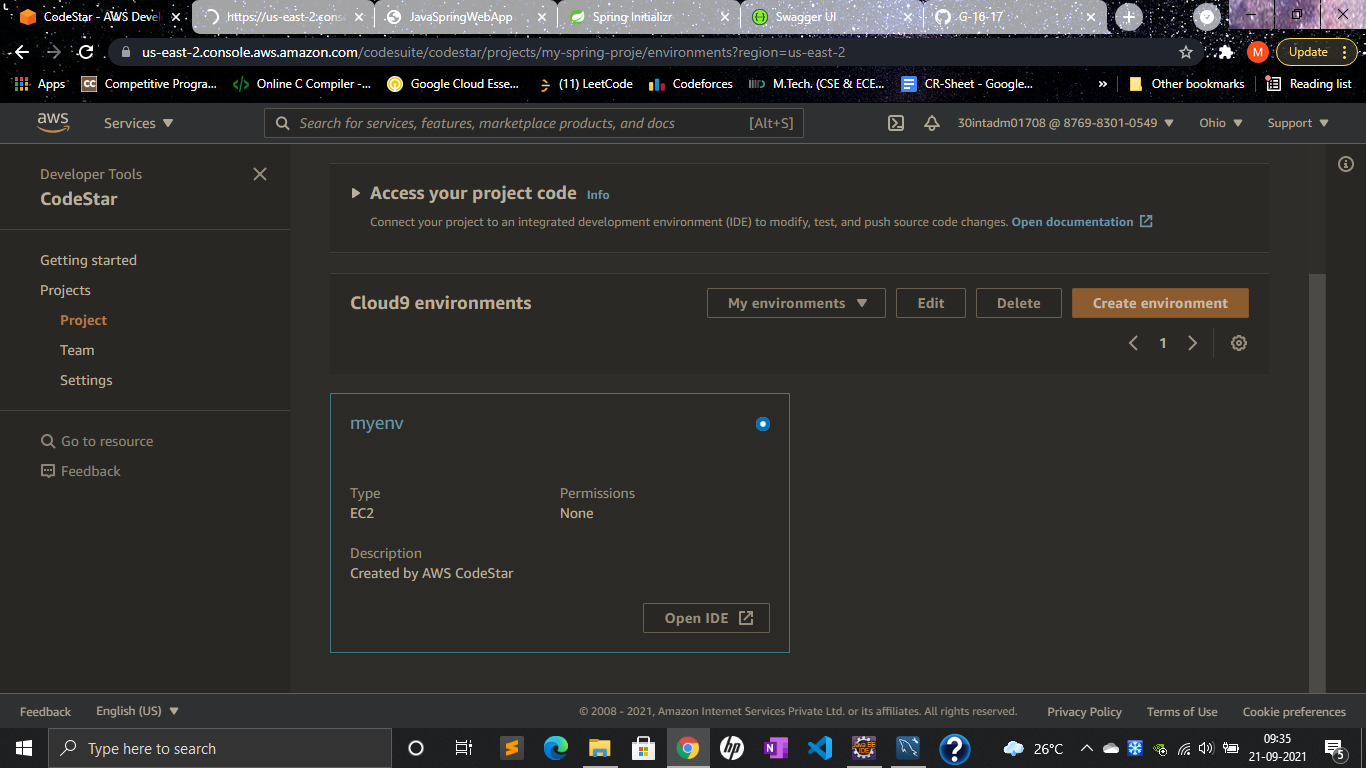 CodeStar - AWS Devel
https://us-east-2.cons
JavaSpringWebApp
Spring Initializr
Swagger UI
G-16-17
us-east-2.console.aws.amazon.com/codesuite/codestar/projects/my-spring-proje/environments?region=us-east-2
M
Update
Apps
CC
Competitive Progra...
Online C Compiler -...
Google Cloud Esse...
(11) LeetCode
Codeforces
M.Tech. (CSE & ECE...
CR-Sheet - Google...
»
Other bookmarks
Reading list
aws
Services
Search for services, features, marketplace products, and docs
[Alt+S]
30intadm01708 @ 8769-8301-0549
Ohio
Support
Developer Tools
CodeStar
Getting started
Projects
Project
Team
Settings
Go to resource
Feedback
Access your project code Info
Connect your project to an integrated development environment (IDE) to modify, test, and push source code changes. Open documentation
Cloud9 environments
My environments
Edit
Delete
Create environment
1
myenv
Type
EC2
Permissions
None
Description
Created by AWS CodeStar
Open IDE
Feedback
English (US)
© 2008 - 2021, Amazon Internet Services Private Ltd. or its affiliates. All rights reserved.
Privacy Policy
Terms of Use
Cookie preferences
Type here to search
hp
N
?
26°C
09:35
21-09-2021
5